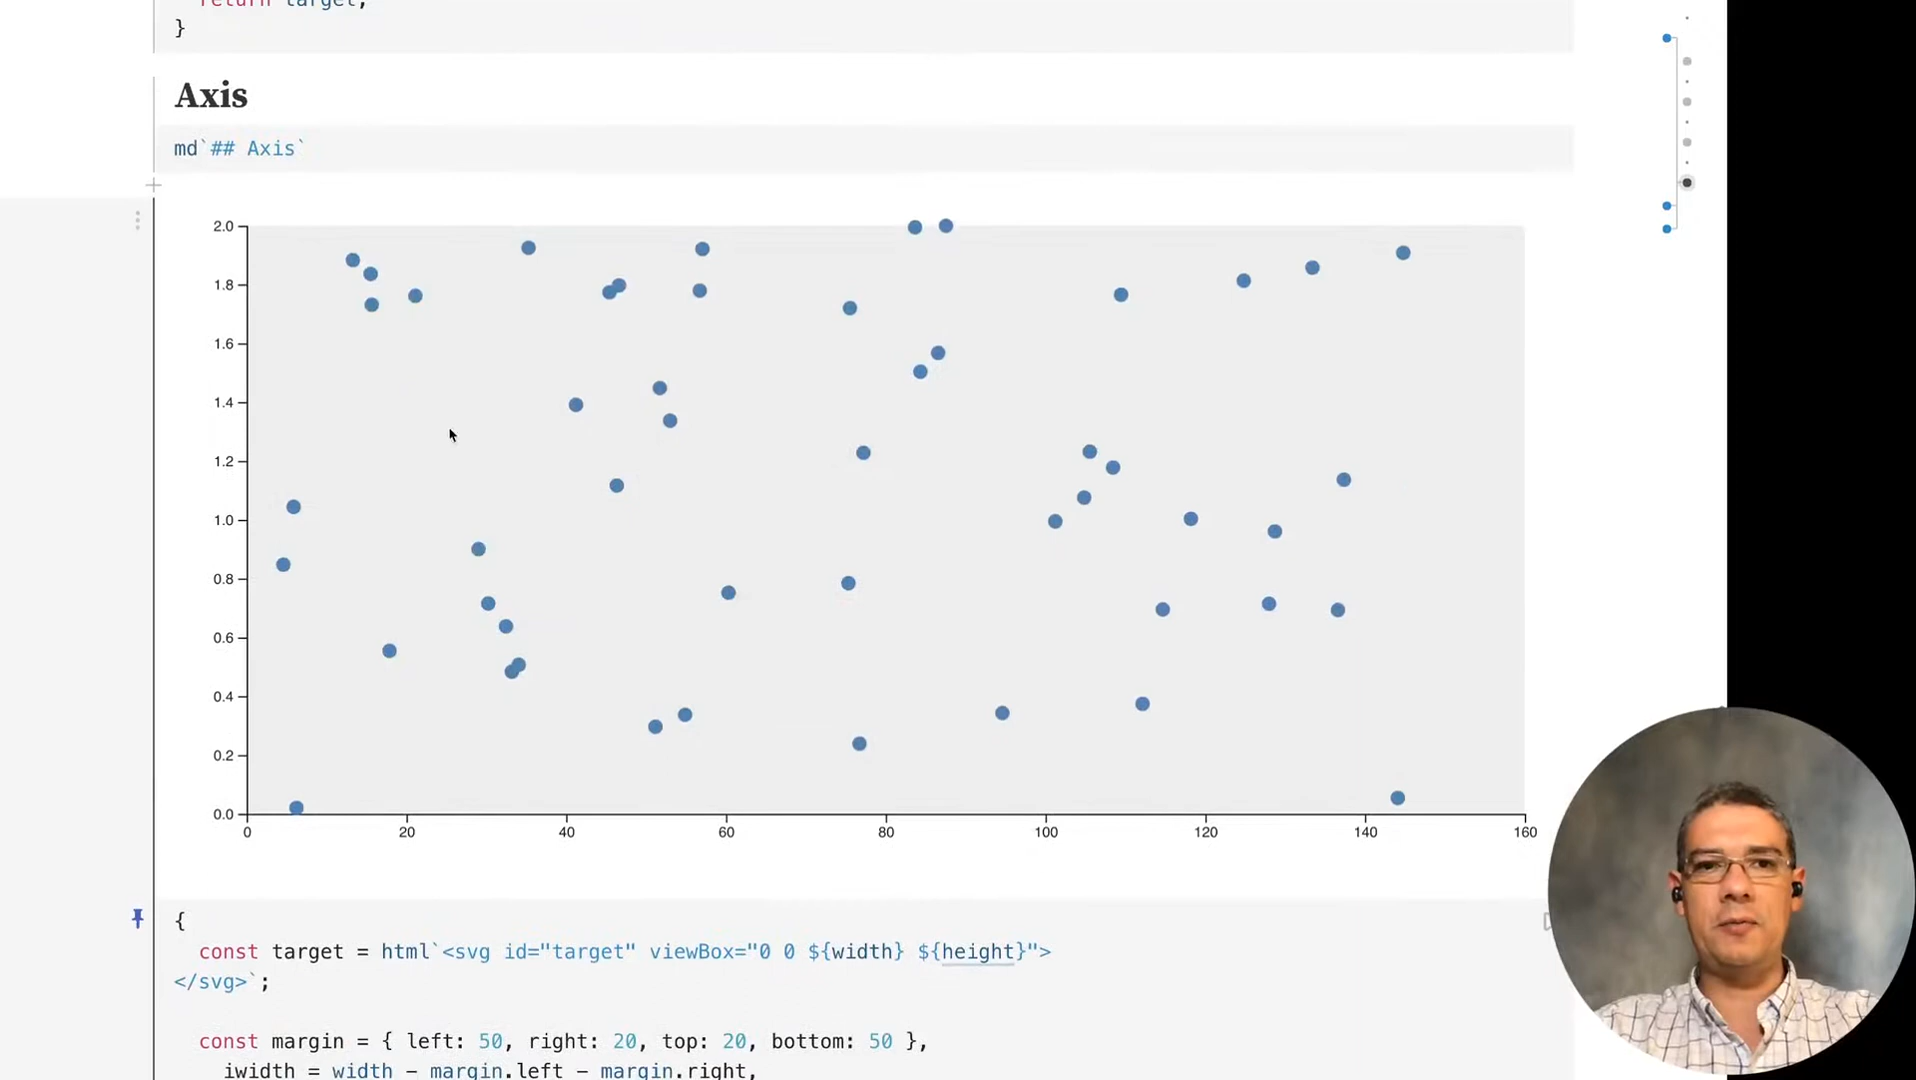 return target;
}
Axis
md`## Axis`
2.0
1.8
1.6
1.4
1.2
1.0
0.8
0.6
0.4
0.2
0.0
0 20 40 60 80 100 120 140 160
{
const target = html`<svg id="target" viewBox="0 0 ${width} ${height}">
</svg>`;
const margin = { left: 50, right: 20, top: 20, bottom: 50 },
iwidth = width - margin.left - margin.right,